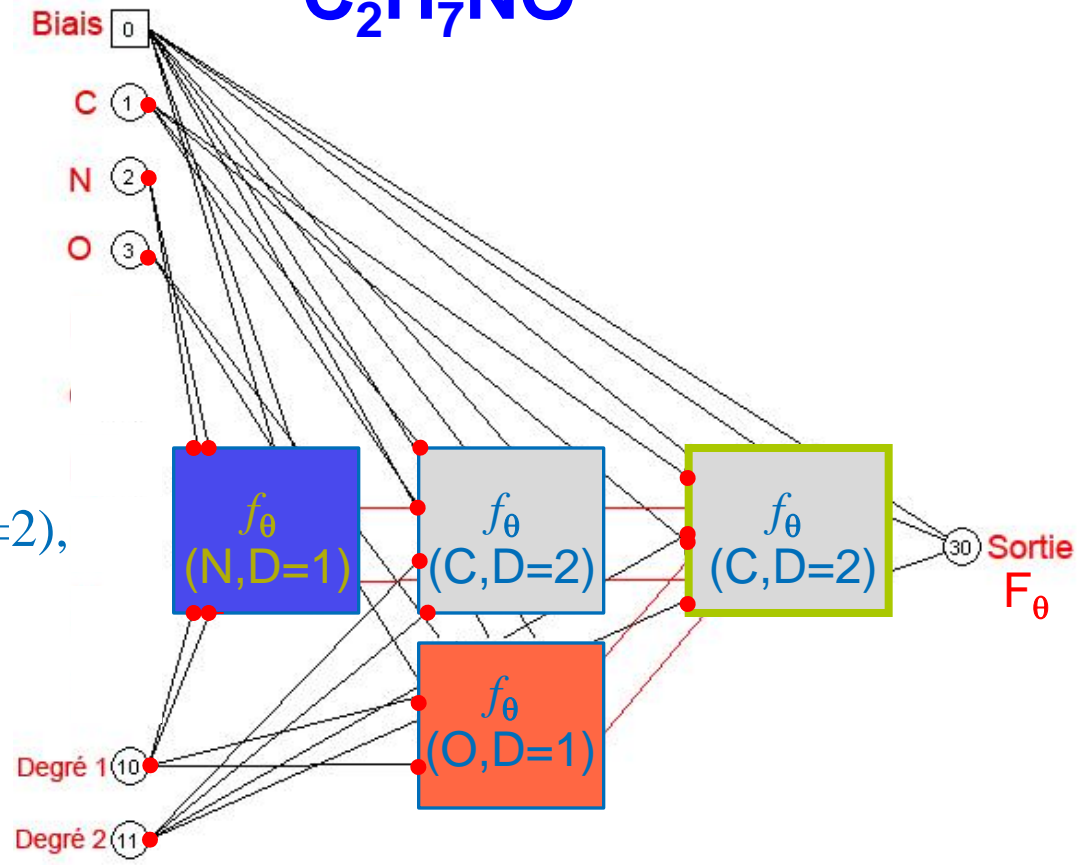 C₂H₇NO
Biais 0
C 1
N 2
O 3
=2),
fθ
(N,D=1)
fθ
(C,D=2)
fθ
(C,D=2)
30 Sortie
Fθ
fθ
(O,D=1)
Degré 1 10
Degré 2 11